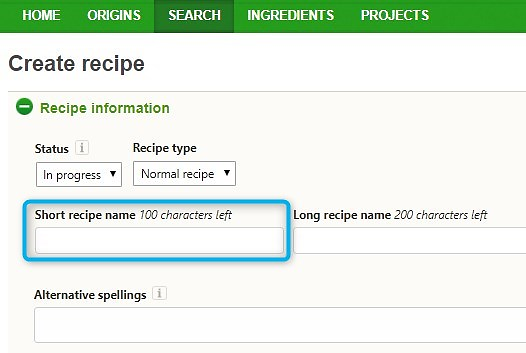 HOME ORIGINS SEARCH INGREDIENTS PROJECTS
Create recipe
Recipe information
Status i Recipe type
In progress Normal recipe
Short recipe name 100 characters left Long recipe name 200 characters left
Alternative spellings i